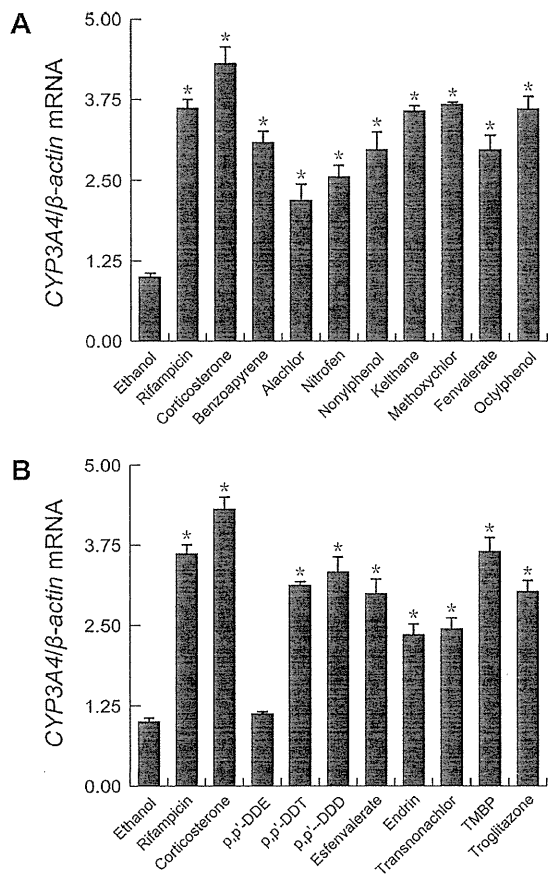 A
CYP3A4/β-actin mRNA
5.00
3.75
2.50
1.25
0.00
* * * * * * * * * *
Ethanol
Rifampicin
Corticosterone
Benzoapyrene
Alachlor
Nitrofen
Nonylphenol
Kelthane
Methoxychlor
Fenvalerate
Octylphenol
B
CYP3A4/β-actin mRNA
5.00
3.75
2.50
1.25
0.00
* * * * * * * * *
Ethanol
Rifampicin
Corticosterone
p,p'-DDE
p,p'-DDT
p,p'--DDD
Esfenvalerate
Endrin
Transnonachlor
TMBP
Troglitazone